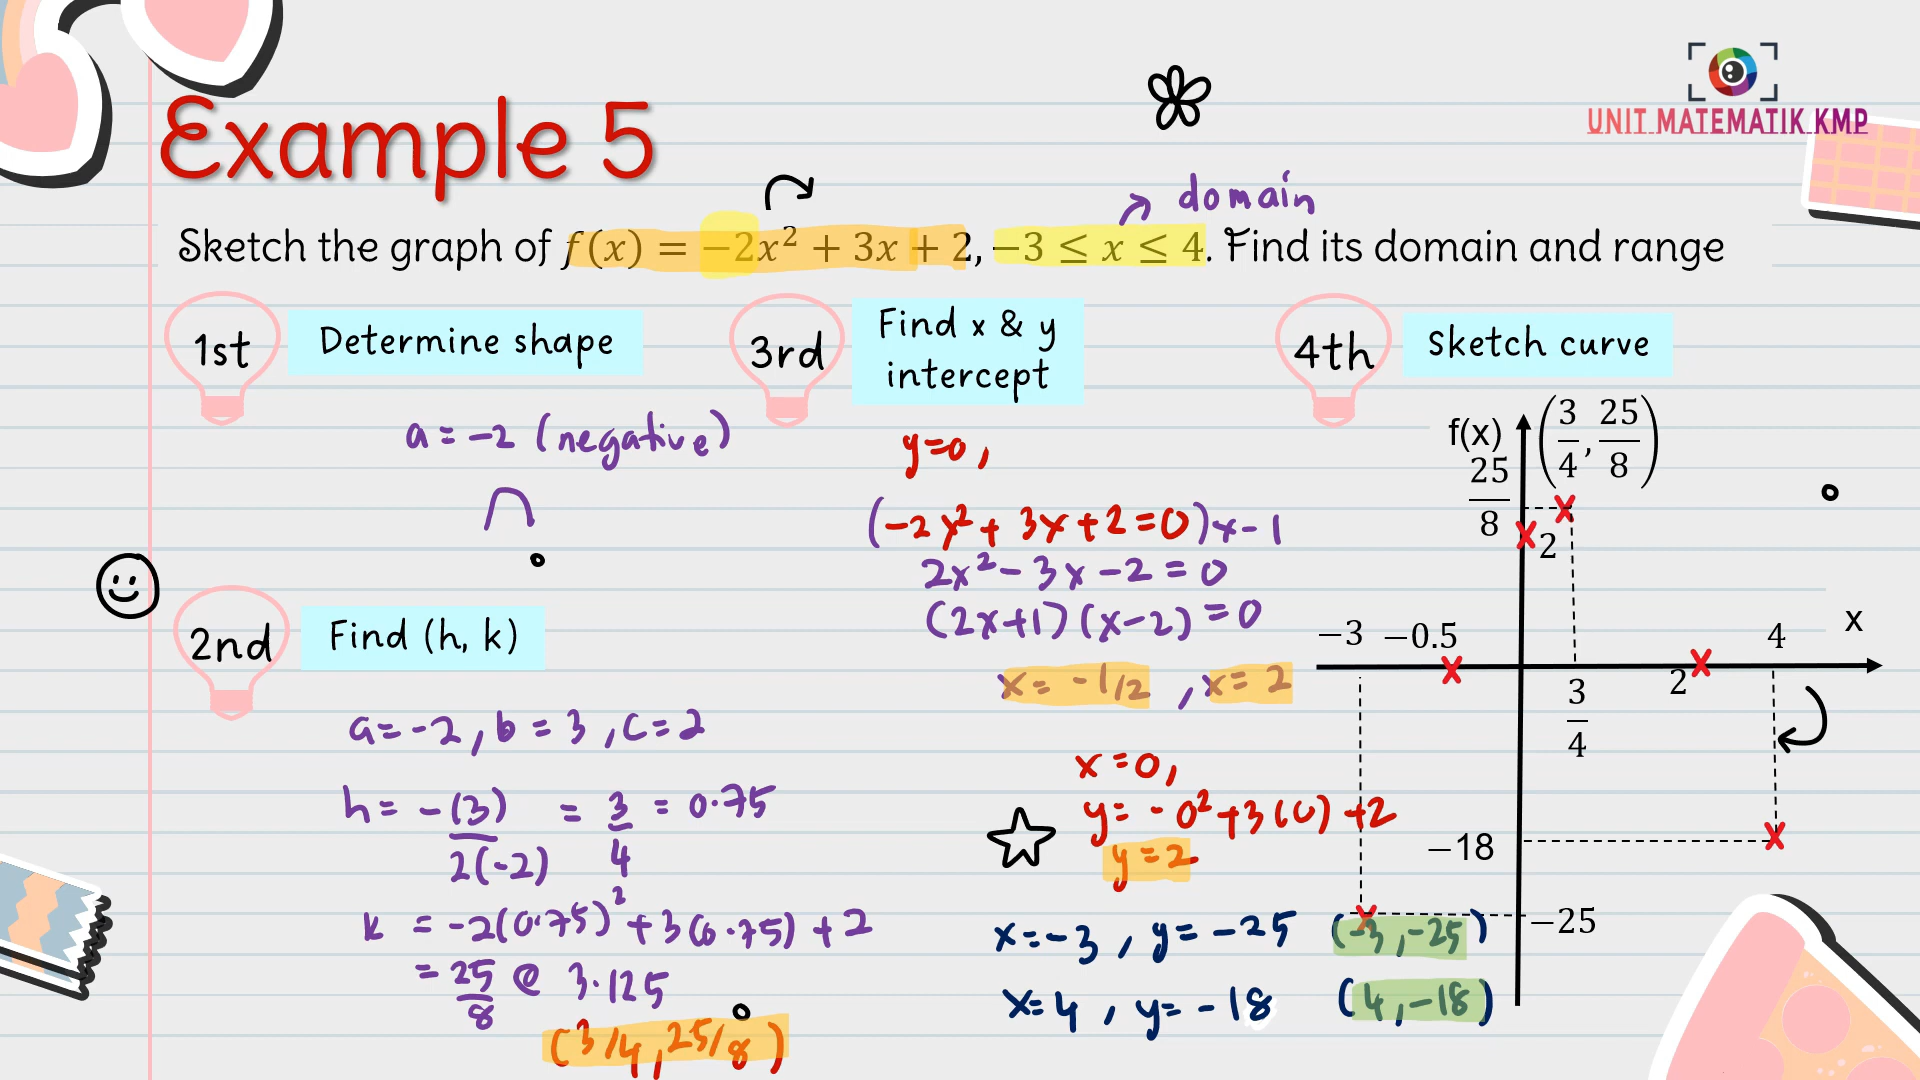 UNIT MATEMATIK KMP
Example 5
domain
Sketch the graph of f(x) = −2x² + 3x + 2, −3 ≤ x ≤ 4. Find its domain and range
1st
Determine shape
a = -2 (negative)
2nd
Find (h, k)
a = -2, b = 3, c = 2
h = -(3)/2(-2) = 3/4 = 0.75
k = -2(0.75)² + 3(0.75) + 2
= 25/8 @ 3.125
(3/4, 25/8)
3rd
Find x & y
intercept
y=0,
(-2x² + 3x + 2 = 0) x - 1
2x² - 3x - 2 = 0
(2x+1)(x-2) = 0
x = -1/2, x = 2
x = 0,
y = -0² + 3(0) + 2
y = 2
x = -3, y = -25 (-3, -25)
x = 4, y = -18 (4, -18)
4th
Sketch curve
f(x)
(3/4, 25/8)
25/8
2
x
−3
−0.5
4
2
3/4
−18
−25